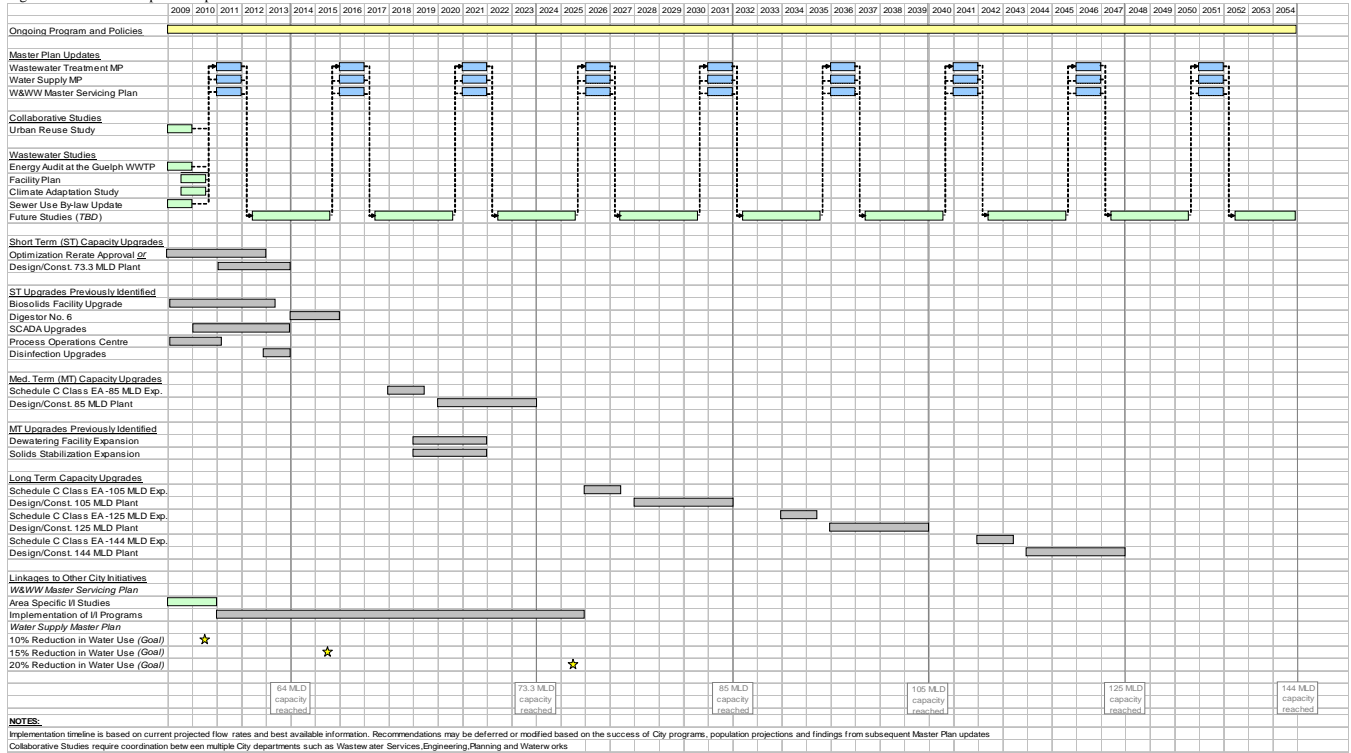 2009 2010 2011 2012 2013 2014 2015 2016 2017 2018 2019 2020 2021 2022 2023 2024 2025 2026 2027 2028 2029 2030 2031 2032 2033 2034 2035 2036 2037 2038 2039 2040 2041 2042 2043 2044 2045 2046 2047 2048 2049 2050 2051 2052 2053 2054
Ongoing Program and Policies
Master Plan Updates
Wastewater Treatment MP
Water Supply MP
W&WW Master Servicing Plan
Collaborative Studies
Urban Reuse Study
Wastewater Studies
Energy Audit at the Guelph WWTP
Facility Plan
Climate Adaptation Study
Sewer Use By-law Update
Future Studies (TBD)
Short Term (ST) Capacity Upgrades
Optimization Rerate Approval or
Design/Const. 73.3 MLD Plant
ST Upgrades Previously Identified
Biosolids Facility Upgrade
Digestor No. 6
SCADA Upgrades
Process Operations Centre
Disinfection Upgrades
Med. Term (MT) Capacity Upgrades
Schedule C Class EA -85 MLD Exp.
Design/Const. 85 MLD Plant
MT Upgrades Previously Identified
Dewatering Facility Expansion
Solids Stabilization Expansion
Long Term Capacity Upgrades
Schedule C Class EA -105 MLD Exp.
Design/Const. 105 MLD Plant
Schedule C Class EA -125 MLD Exp.
Design/Const. 125 MLD Plant
Schedule C Class EA -144 MLD Exp.
Design/Const. 144 MLD Plant
Linkages to Other City Initiatives
W&WW Master Servicing Plan
Area Specific I/I Studies
Implementation of I/I Programs
Water Supply Master Plan
10% Reduction in Water Use (Goal)
15% Reduction in Water Use (Goal)
20% Reduction in Water Use (Goal)
64 MLD
capacity
reached
73.3 MLD
capacity
reached
85 MLD
capacity
reached
105 MLD
capacity
reached
125 MLD
capacity
reached
144 MLD
capacity
reached
NOTES:
Implementation timeline is based on current projected flow rates and best available information. Recommendations may be deferred or modified based on the success of City programs, population projections and findings from subsequent Master Plan updates
Collaborative Studies require coordination between multiple City departments such as Wastewater Services,Engineering,Planning and Waterworks